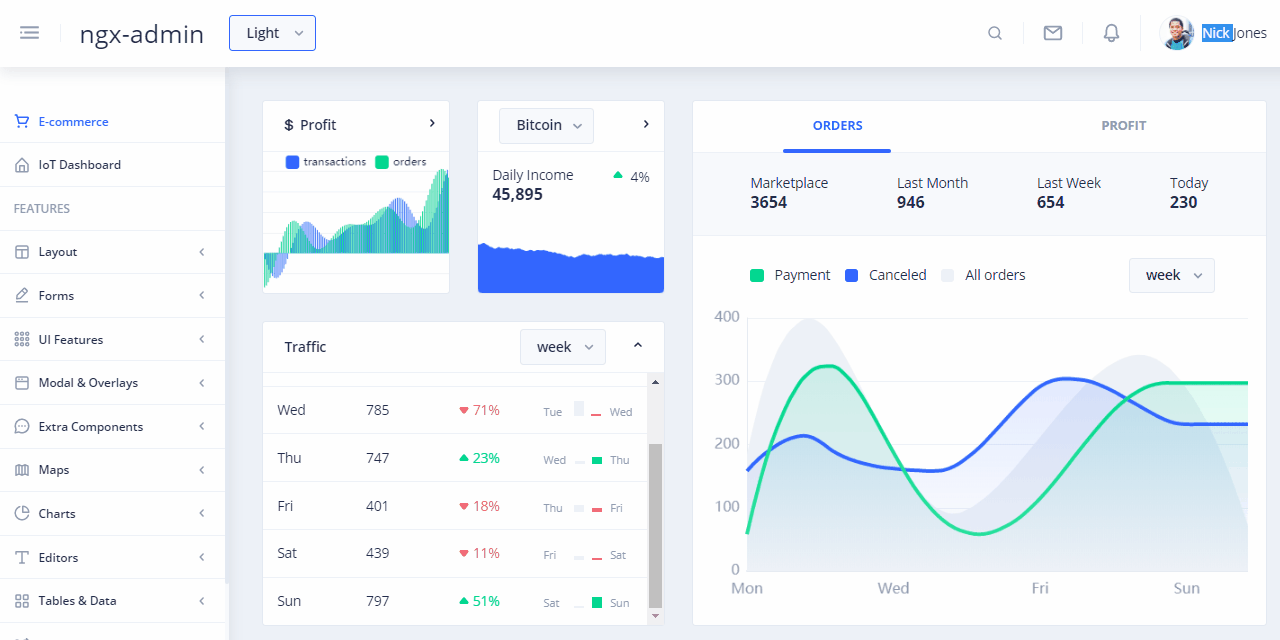 ngx-admin
Light
Nick Jones
E-commerce
IoT Dashboard
FEATURES
Layout
Forms
UI Features
Modal & Overlays
Extra Components
Maps
Charts
Editors
Tables & Data
$ Profit
transactions orders
Bitcoin
Daily Income
45,895
4%
Traffic
week
Wed 785 71% Tue Wed
Thu 747 23% Wed Thu
Fri 401 18% Thu Fri
Sat 439 11% Fri Sat
Sun 797 51% Sat Sun
ORDERS PROFIT
Marketplace Last Month Last Week Today
3654 946 654 230
Payment Canceled All orders
week
400
300
200
100
0
Mon Wed Fri Sun